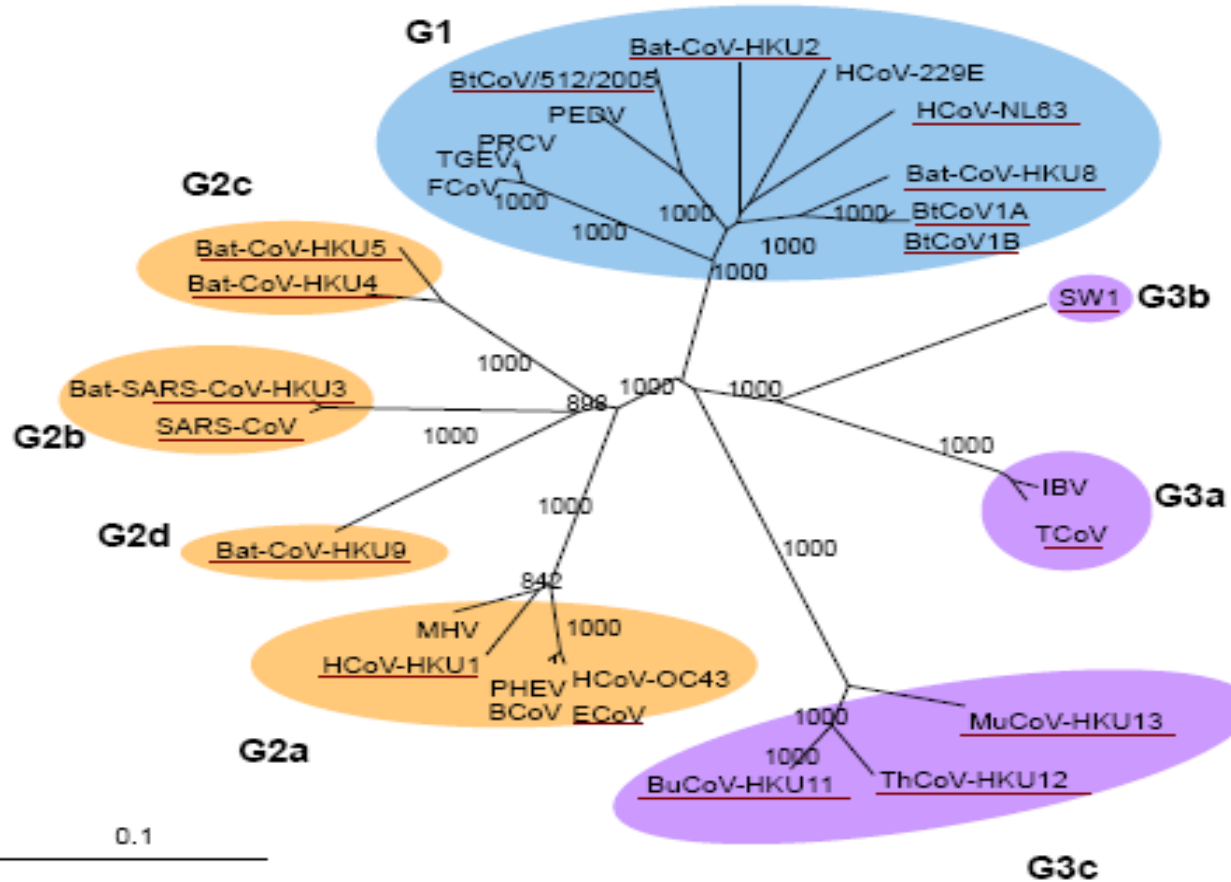 G1
Bat-CoV-HKU2
HCoV-229E
BtCoV/512/2005
HCoV-NL63
PEDV
PRCV
TGEV
FCoV
1000
1000
1000
Bat-CoV-HKU8
1000
BtCoV1A
1000
BtCoV1B
1000
G2c
Bat-CoV-HKU5
Bat-CoV-HKU4
SW1
G3b
1000
1000
1000
Bat-SARS-CoV-HKU3
898
SARS-CoV
G2b
1000
1000
IBV
G3a
TCoV
1000
G2d
Bat-CoV-HKU9
1000
842
MHV
1000
HCoV-HKU1
HCoV-OC43
PHEV
BCoV
ECoV
G2a
1000
MuCoV-HKU13
1000
BuCoV-HKU11
ThCoV-HKU12
0.1
G3c